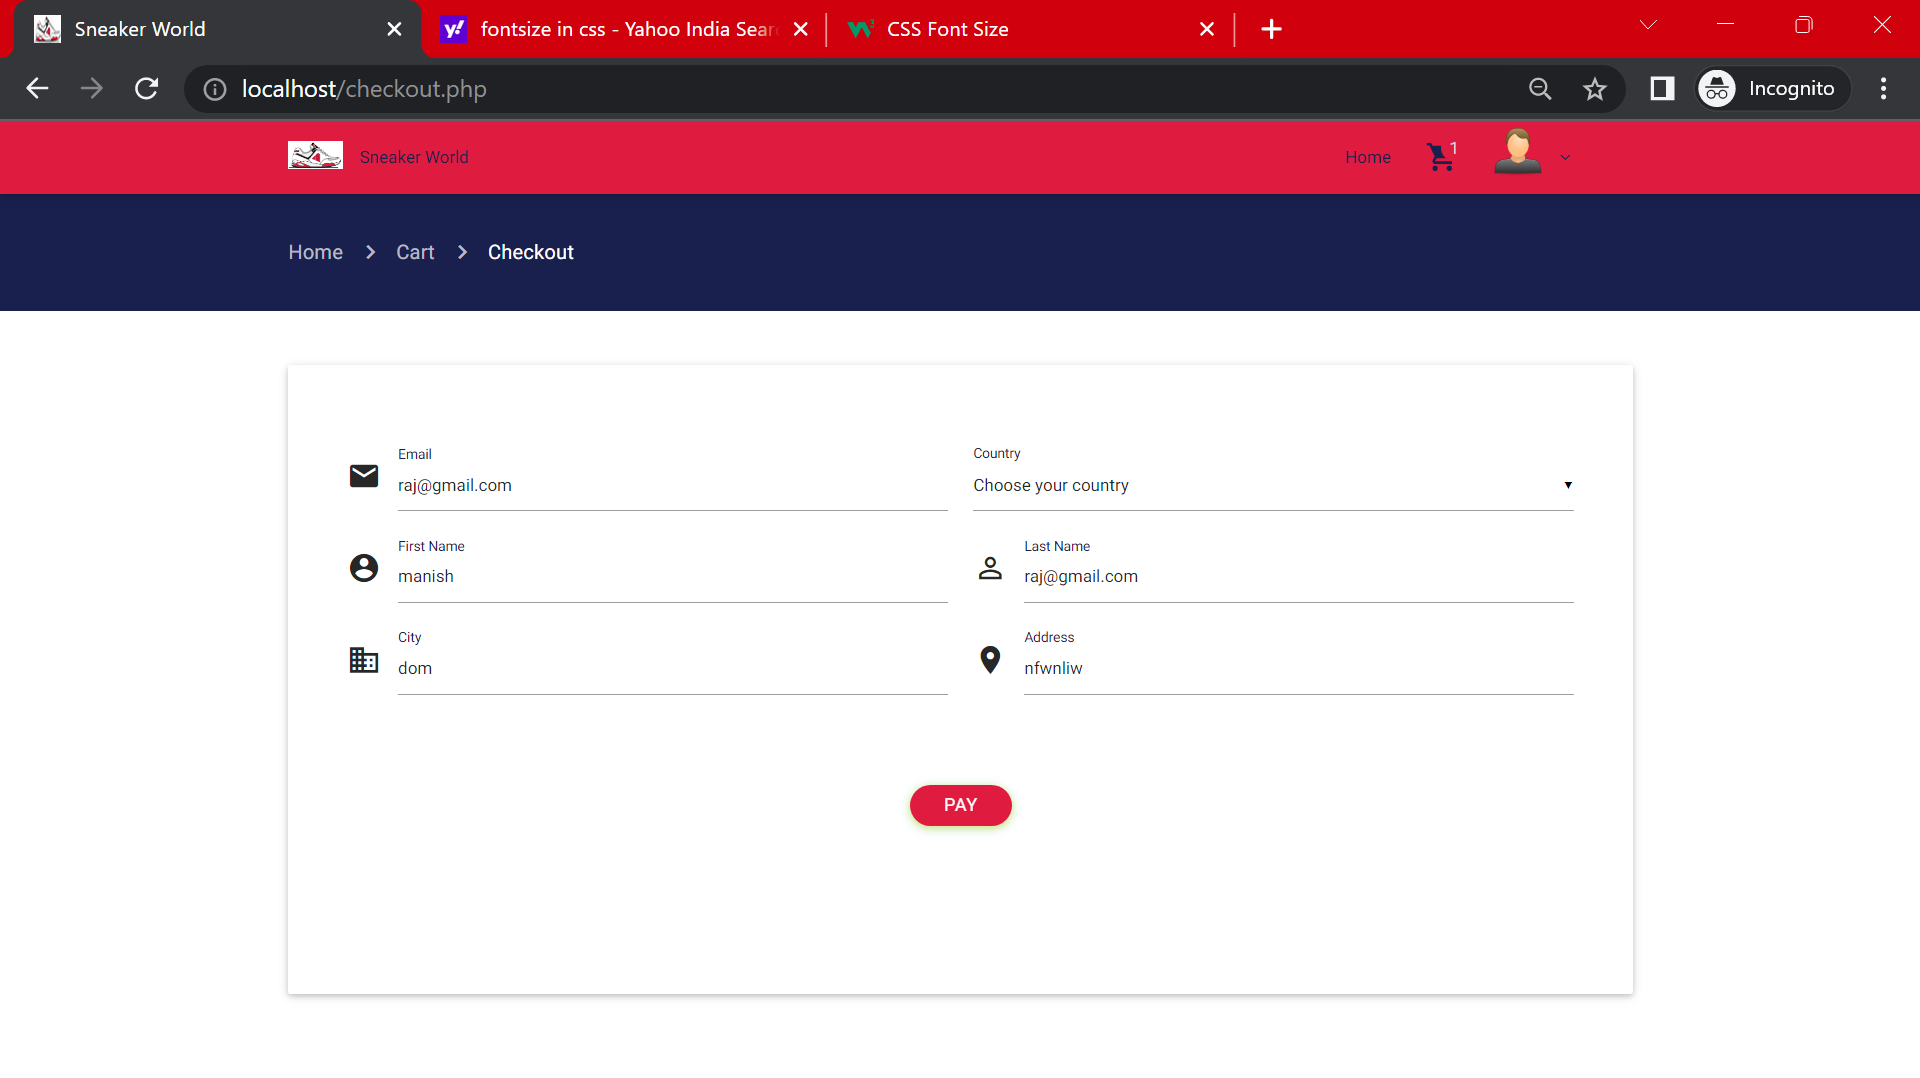 Sneaker World
fontsize in css - Yahoo India Sear
CSS Font Size
localhost/checkout.php
Incognito
Sneaker World
Home
1
Home > Cart > Checkout
Email
raj@gmail.com
Country
Choose your country
First Name
manish
Last Name
raj@gmail.com
City
dom
Address
nfwnliw
PAY